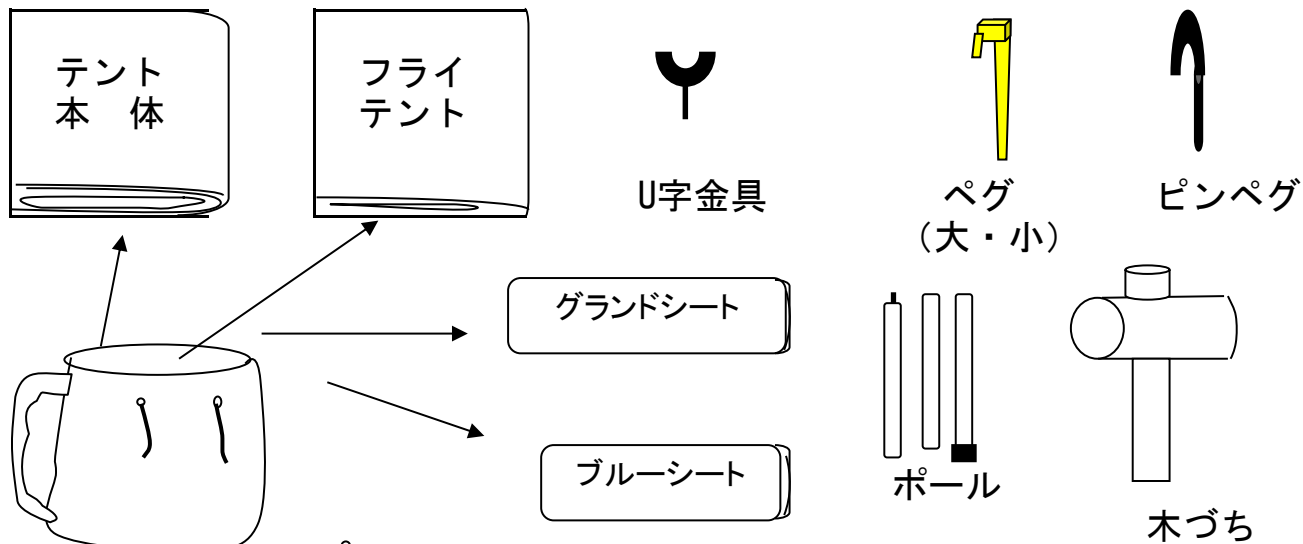 テント
本　体
フライ
テント
U字金具
ペグ
（大・小）
ピンペグ
グランドシート
ブルーシート
ポール
木づち